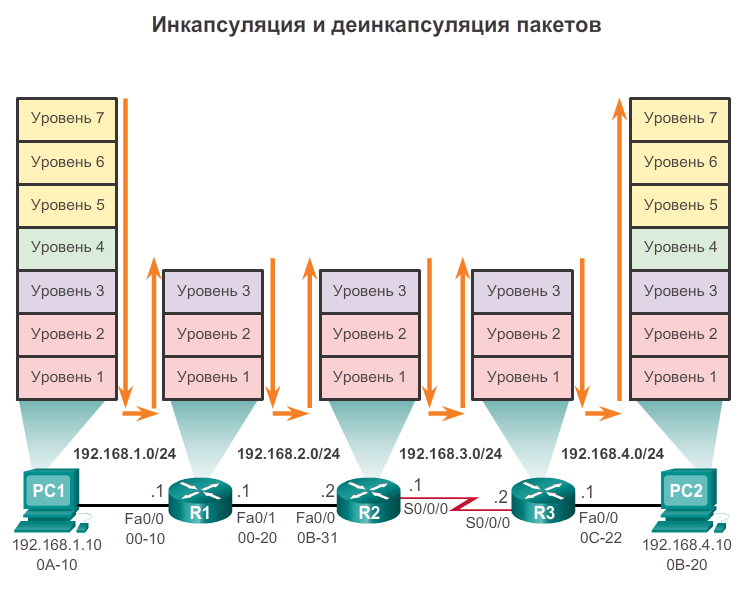 Инкапсуляция и деинкапсуляция пакетов
Уровень 7
Уровень 6
Уровень 5
Уровень 4
Уровень 3
Уровень 2
Уровень 1
Уровень 3
Уровень 2
Уровень 1
Уровень 3
Уровень 2
Уровень 1
Уровень 3
Уровень 2
Уровень 1
Уровень 7
Уровень 6
Уровень 5
Уровень 4
Уровень 3
Уровень 2
Уровень 1
192.168.1.0/24
192.168.2.0/24
192.168.3.0/24
192.168.4.0/24
PC1
192.168.1.10
0A-10
.1
Fa0/0
00-10
R1
.1
Fa0/1
00-20
.2
Fa0/0
0B-31
R2
.1
S0/0/0
.2
S0/0/0
R3
.1
Fa0/0
0C-22
PC2
192.168.4.10
0B-20